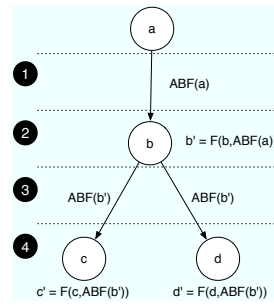 a
1
ABF(a)
2
b
b' = F(b,ABF(a)
3
ABF(b')
ABF(b')
4
c
d
c' = F(c,ABF(b'))
d' = F(d,ABF(b'))